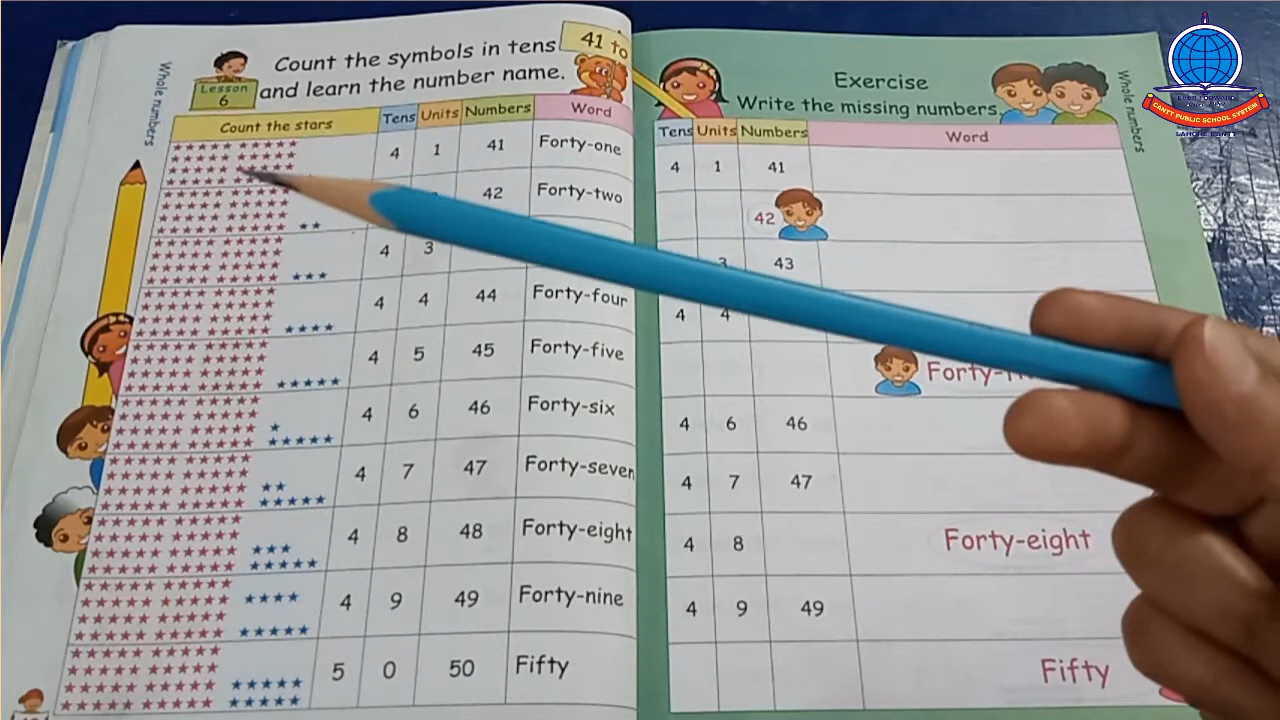 Whole numbers
Lesson
6
Count the symbols in tens
and learn the number name.
41 to
Count the stars Tens Units Numbers Word
4 1 41 Forty-one
42 Forty-two
4 3
4 4 44 Forty-four
4 5 45 Forty-five
4 6 46 Forty-six
4 7 47 Forty-seven
4 8 48 Forty-eight
4 9 49 Forty-nine
5 0 50 Fifty
Exercise
Write the missing numbers
Whole numbers
Tens Units Numbers Word
4 1 41
42
3 43
4 4
4 6 46
4 7 47
4 8 Forty-eight
4 9 49
Fifty
CANTT PUBLIC SCHOOL SYSTEM
LAHORE CANTT